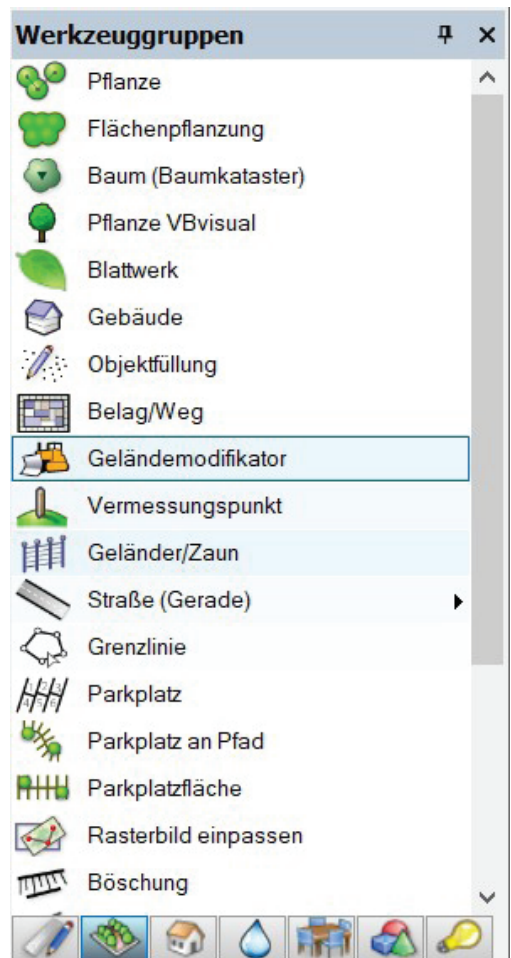 Werkzeuggruppen
Pflanze
Flächenpflanzung
Baum (Baumkataster)
Pflanze VBvisual
Blattwerk
Gebäude
Objektfüllung
Belag/Weg
Geländemodifikator
Vermessungspunkt
Geländer/Zaun
Straße (Gerade)
Grenzlinie
Parkplatz
Parkplatz an Pfad
Parkplatzfläche
Rasterbild einpassen
Böschung